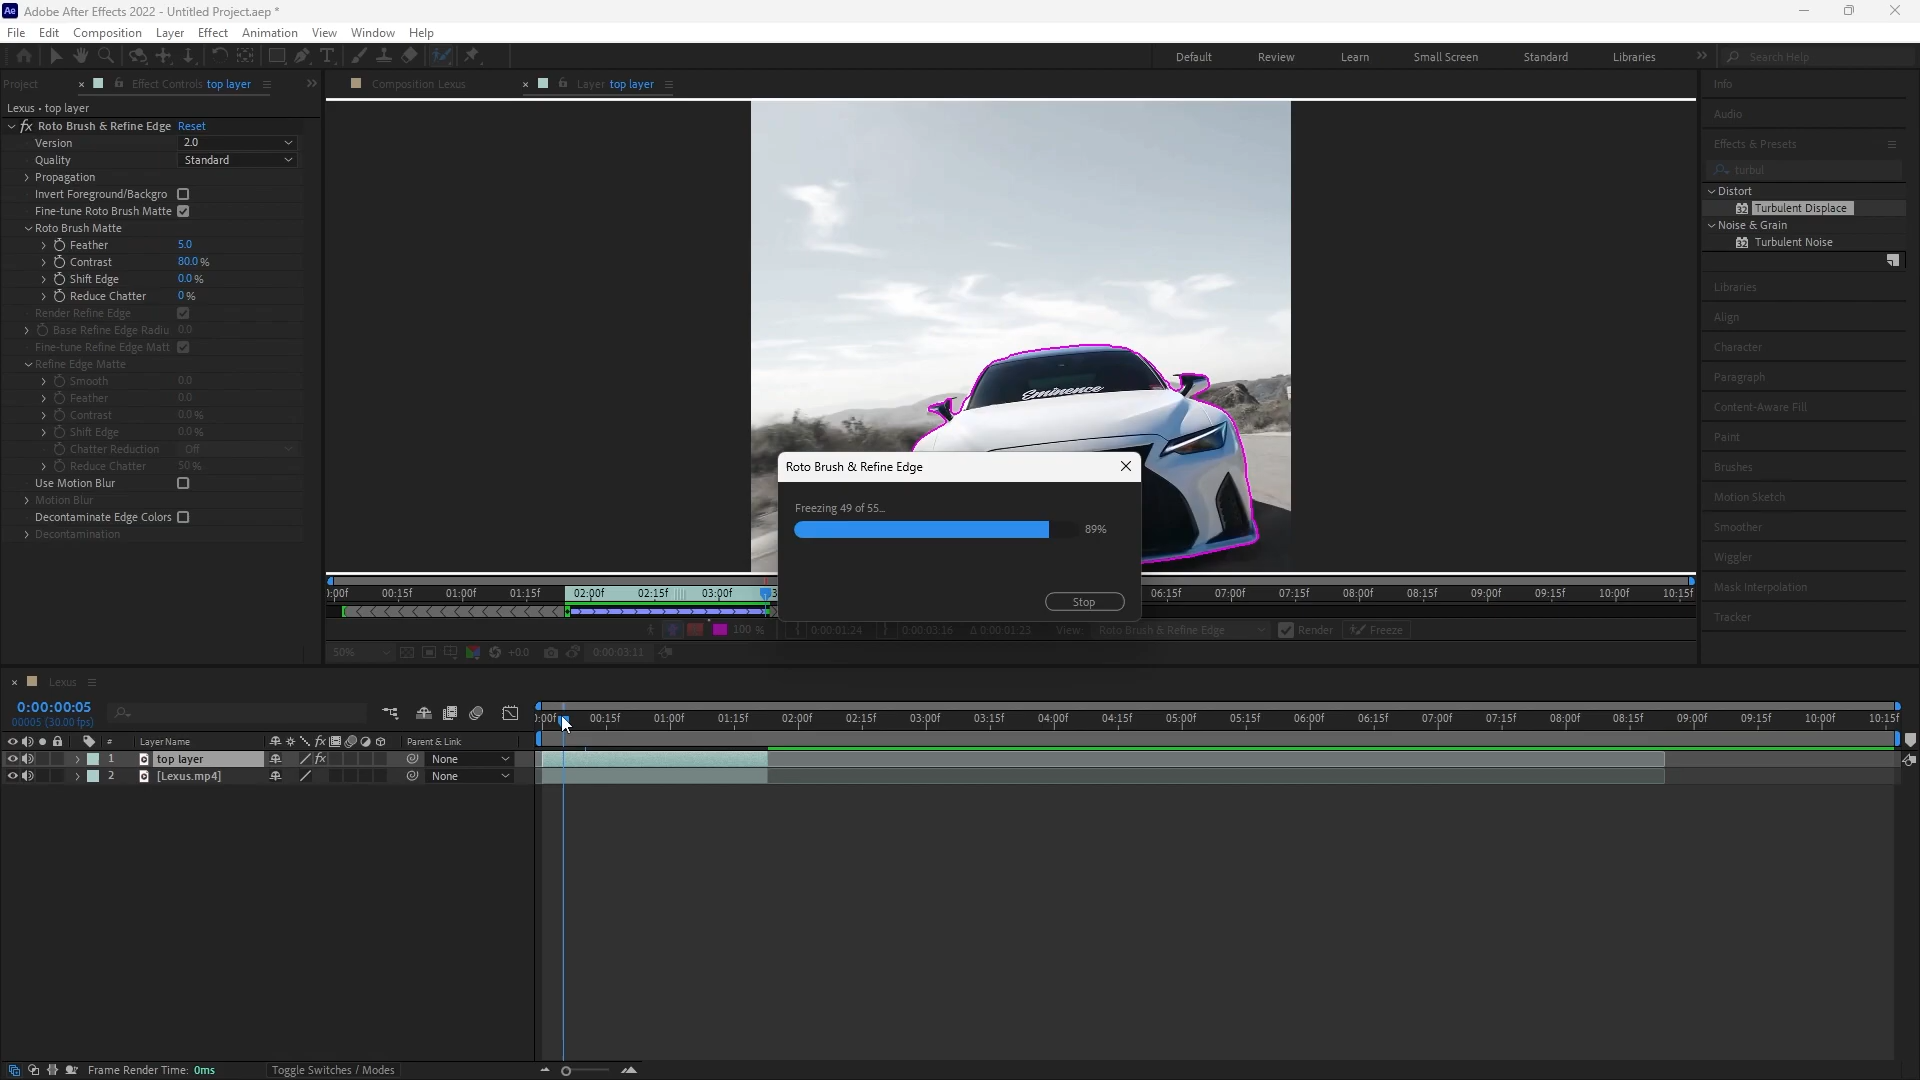 Ae Adobe After Effects 2022 - Untitled Project.aep *
File Edit Composition Layer Effect Animation View Window Help
Default Review Learn Small Screen Standard Libraries Search Help
Project Effect Controls top layer Composition Lexus Layer top layer Info
Lexus • top layer
fx Roto Brush & Refine Edge Reset
Version 2.0
Quality Standard
Propagation
Invert Foreground/Backgro
Fine-tune Roto Brush Matte
Roto Brush Matte
Feather 5.0
Contrast 80.0 %
Shift Edge 0.0 %
Reduce Chatter 0 %
Render Refine Edge
Base Refine Edge Radiu 0.0
Fine-tune Refine Edge Matt
Refine Edge Matte
Smooth 0.0
Feather 0.0
Contrast 0.0 %
Shift Edge 0.0 %
Chatter Reduction Off
Reduce Chatter 50 %
Use Motion Blur
Motion Blur
Decontaminate Edge Colors
Decontamination
Eminence
Roto Brush & Refine Edge
Freezing 49 of 55...
89%
Stop
00:15f 01:00f 01:15f 02:00f 02:15f 03:00f 06:15f 07:00f 07:15f 08:00f 08:15f 09:00f 09:15f 10:00f 10:15f
100 % 0:00:01:24 0:00:03:16 Δ 0:00:01:23 View: Roto Brush & Refine Edge Render Freeze
50% +0.0 0:00:03:11
Audio
Effects & Presets
turbul
Distort
32 Turbulent Displace
Noise & Grain
32 Turbulent Noise
Libraries
Align
Character
Paragraph
Content-Aware Fill
Paint
Brushes
Motion Sketch
Smoother
Wiggler
Mask Interpolation
Tracker
Lexus
0:00:00:05
00005 (30.00 fps)
:00f 00:15f 01:00f 01:15f 02:00f 02:15f 03:00f 03:15f 04:00f 04:15f 05:00f 05:15f 06:00f 06:15f 07:00f 07:15f 08:00f 08:15f 09:00f 09:15f 10:00f 10:15f
# Layer Name fx Parent & Link
1 top layer fx None
2 [Lexus.mp4] None
Frame Render Time: 0ms Toggle Switches / Modes